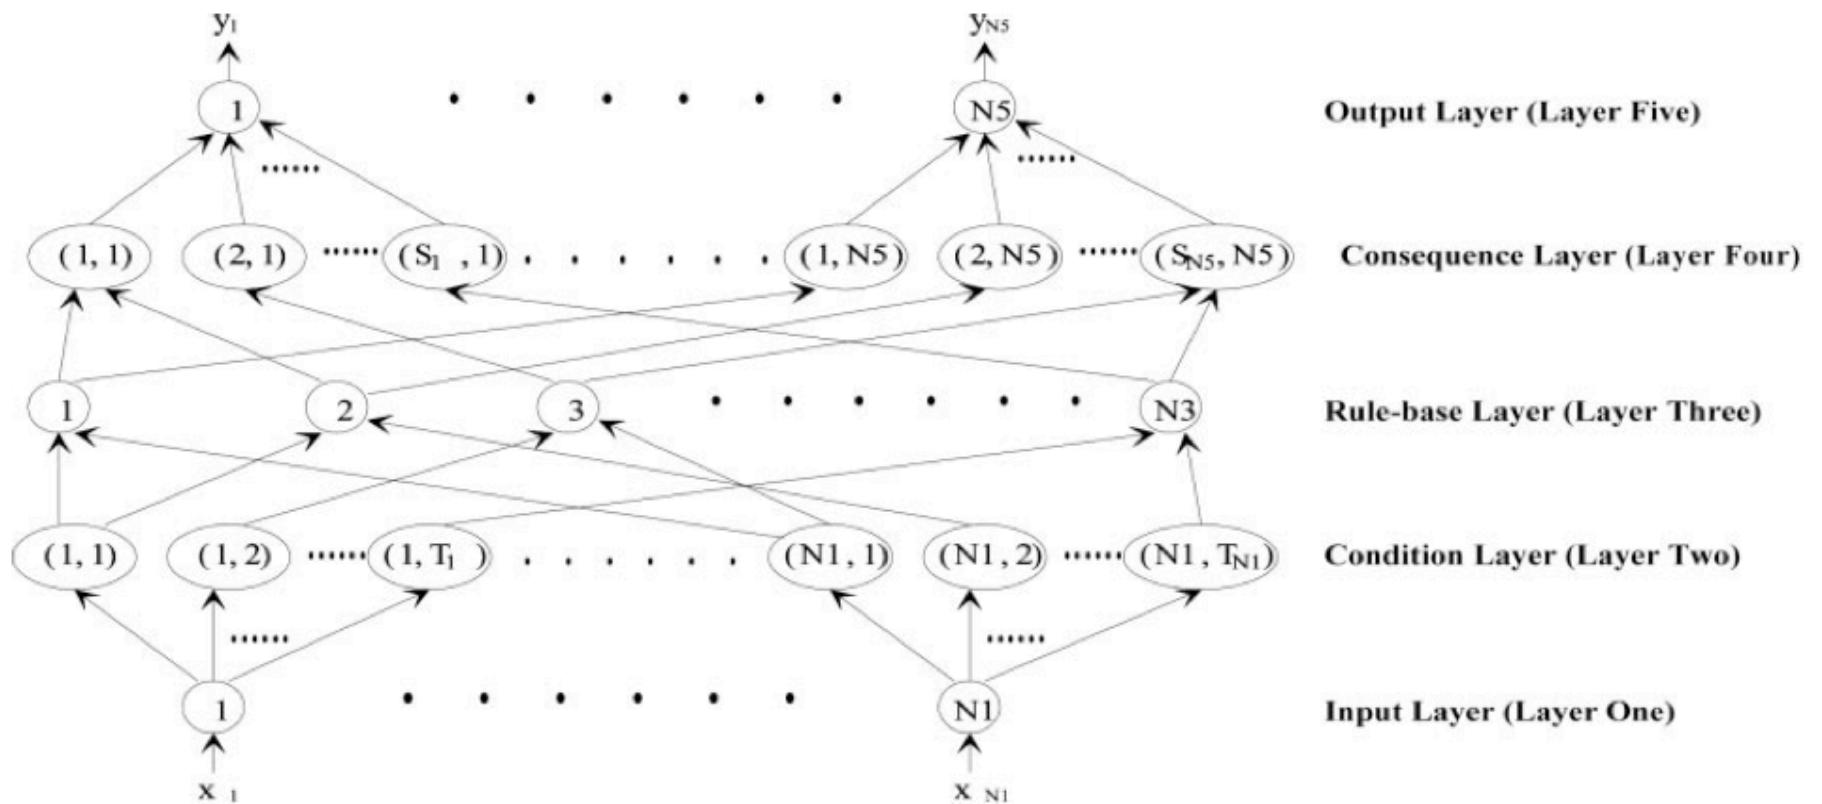 y1 yN5
1 N5 Output Layer (Layer Five)
(1, 1) (2, 1) (S1 , 1) (1, N5) (2, N5) (SN5, N5) Consequence Layer (Layer Four)
1 2 3 N3 Rule-base Layer (Layer Three)
(1, 1) (1, 2) (1, T1 ) (N1, 1) (N1, 2) (N1, TN1) Condition Layer (Layer Two)
1 N1 Input Layer (Layer One)
x 1 x N1